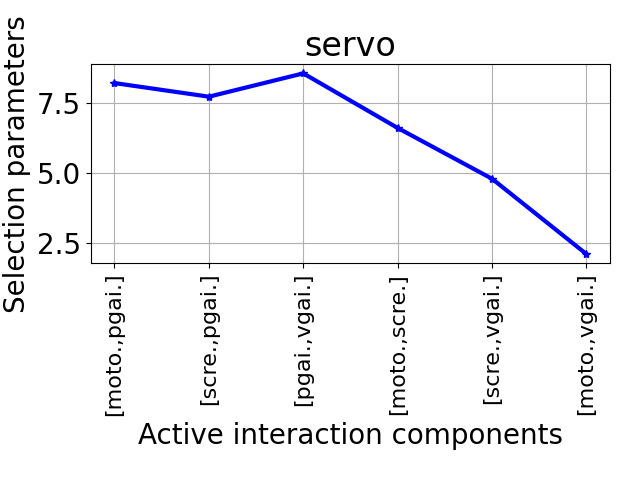 servo
Selection parameters
7.5
5.0
2.5
[moto.,pgai.]
[scre.,pgai.]
[pgai.,vgai.]
[moto.,scre.]
[scre.,vgai.]
[moto.,vgai.]
Active interaction components